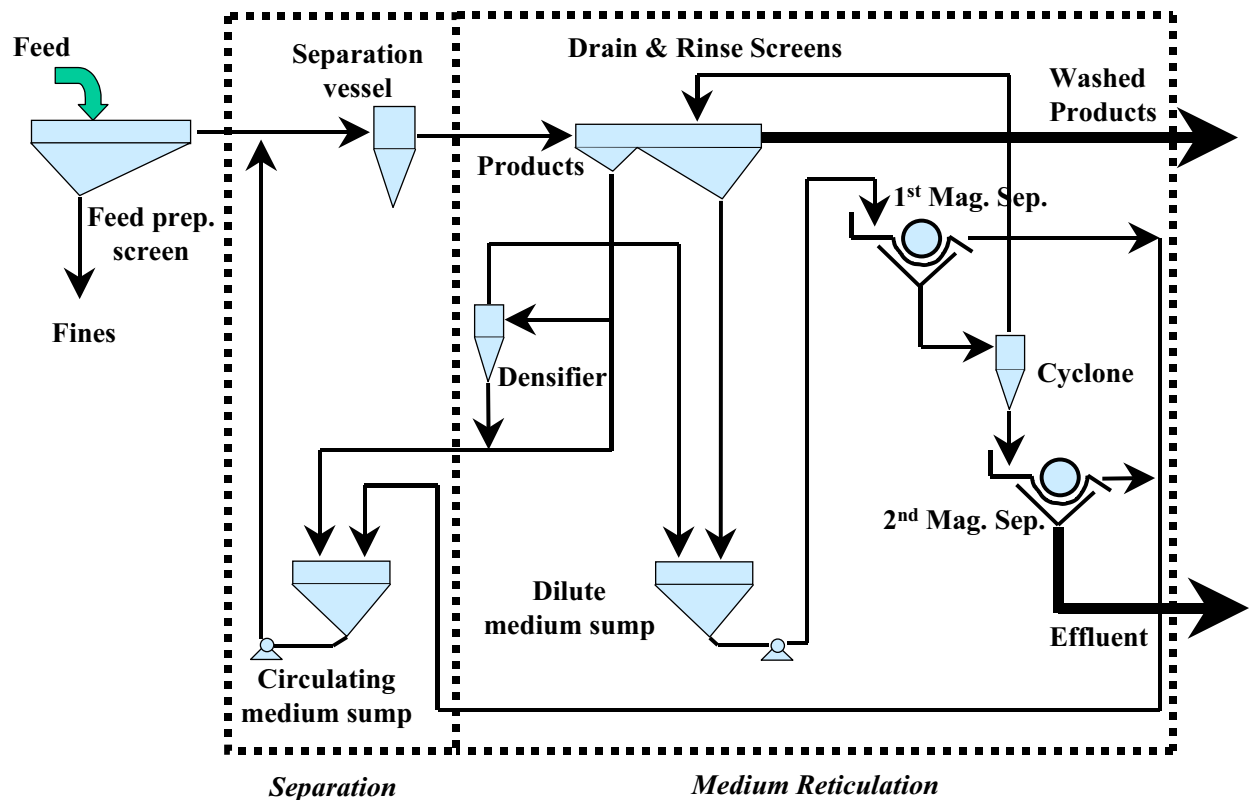 Feed
Feed prep.
screen
Fines
Separation
vessel
Drain & Rinse Screens
Washed
Products
Products
1st Mag. Sep.
Densifier
Cyclone
2nd Mag. Sep.
Dilute
medium sump
Effluent
Circulating
medium sump
Separation
Medium Reticulation